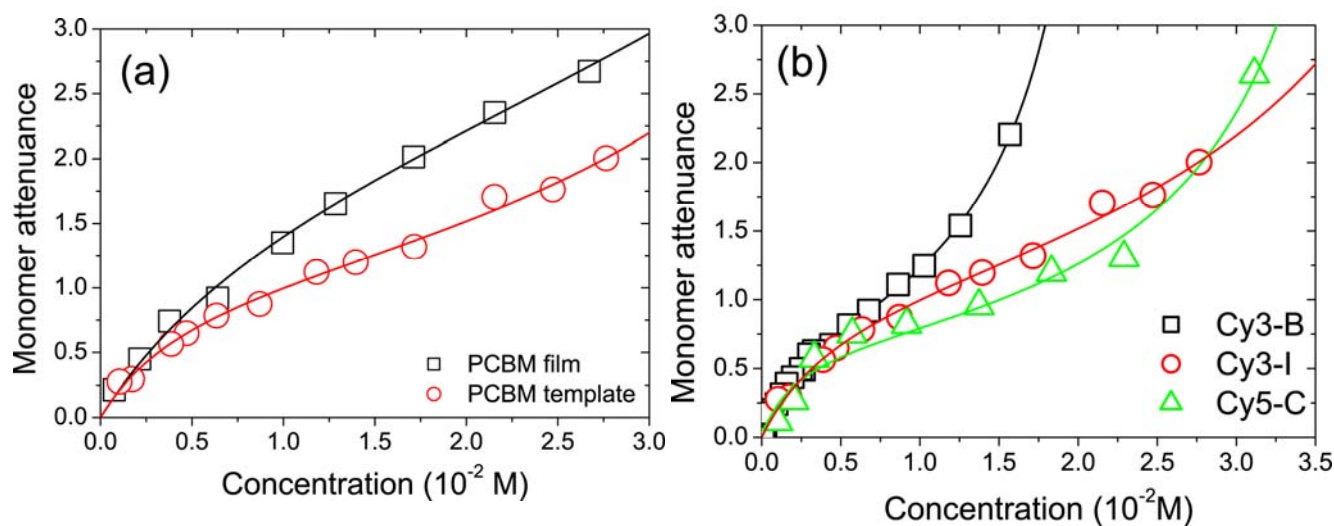 (a)
Monomer attenuance
3.0
2.5
2.0
1.5
1.0
0.5
0.0
0.0 0.5 1.0 1.5 2.0 2.5 3.0
Concentration (10⁻² M)
PCBM film
PCBM template
(b)
Monomer attenuance
3.0
2.5
2.0
1.5
1.0
0.5
0.0
0.0 0.5 1.0 1.5 2.0 2.5 3.0 3.5
Concentration (10⁻²M)
Cy3-B
Cy3-I
Cy5-C